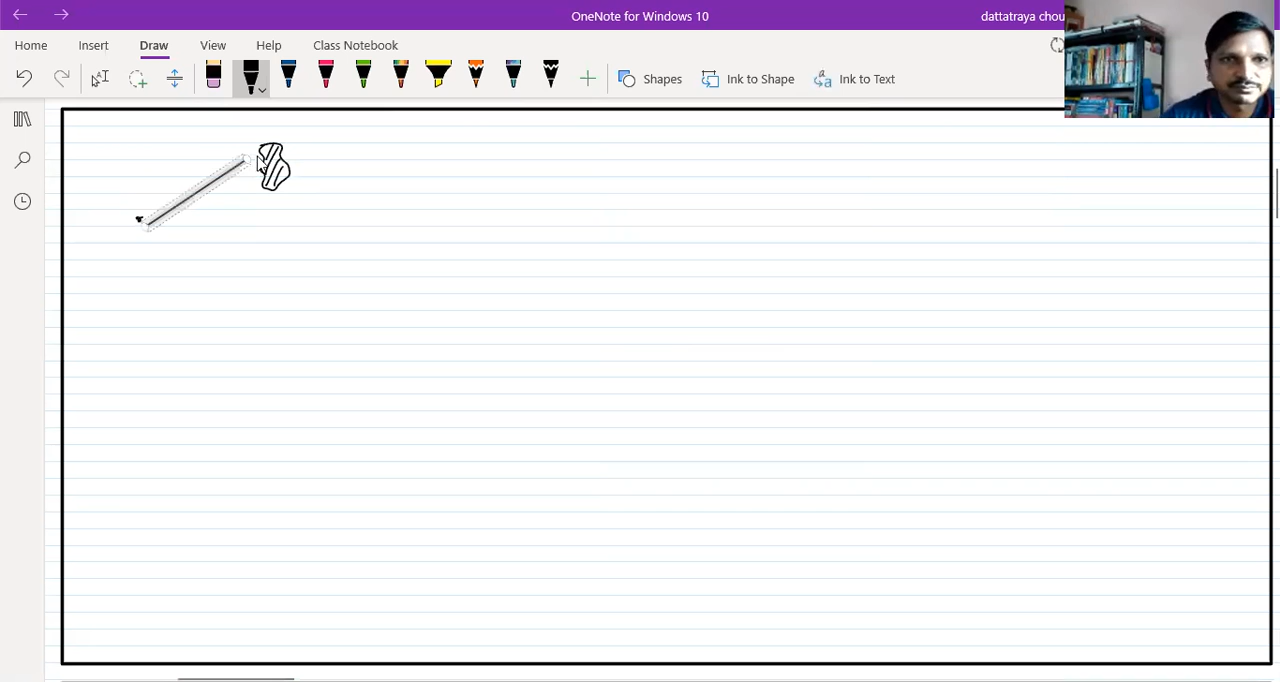 OneNote for Windows 10
dattatraya chou
Home Insert Draw View Help Class Notebook
Shapes Ink to Shape Ink to Text